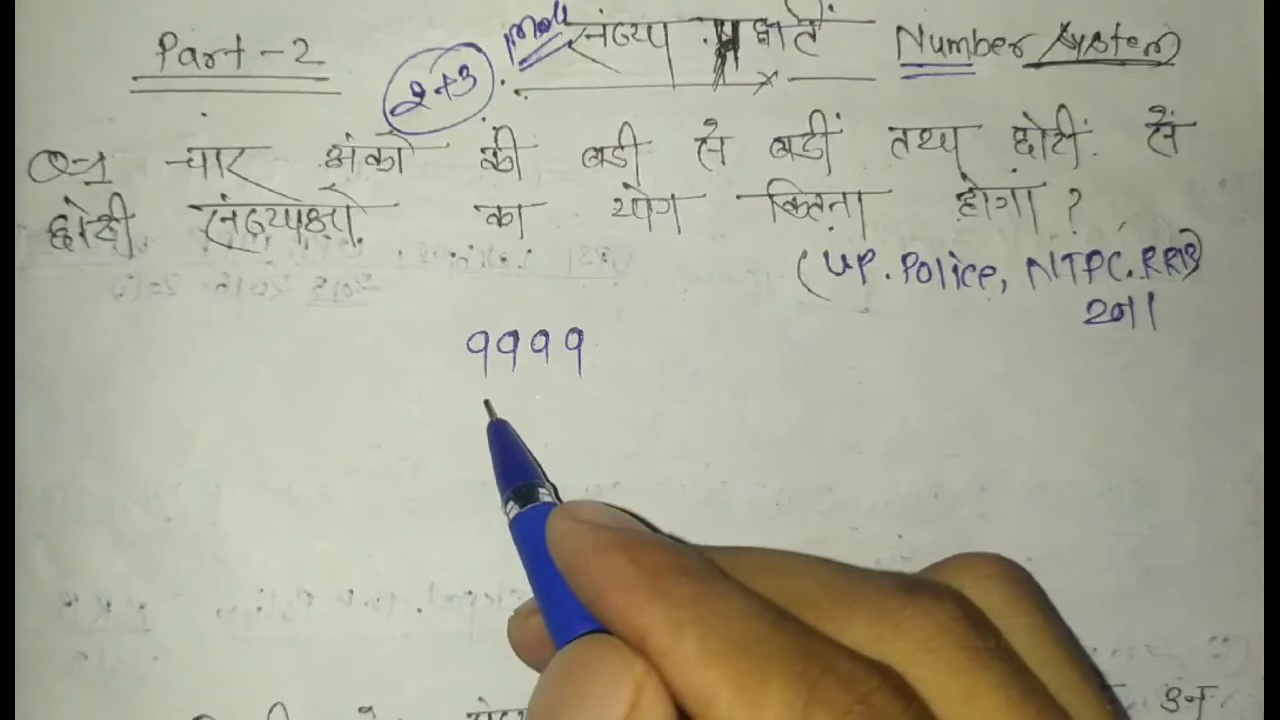 Part-2 2+3 संख्या पद्धति Number System
Q-1 चार अंको की बडी से बडीं तथा छोटीं सें
छोटी संख्याओं का योग कितना होगा ?
(UP. Police, NTPC. RRB)
2011
9999